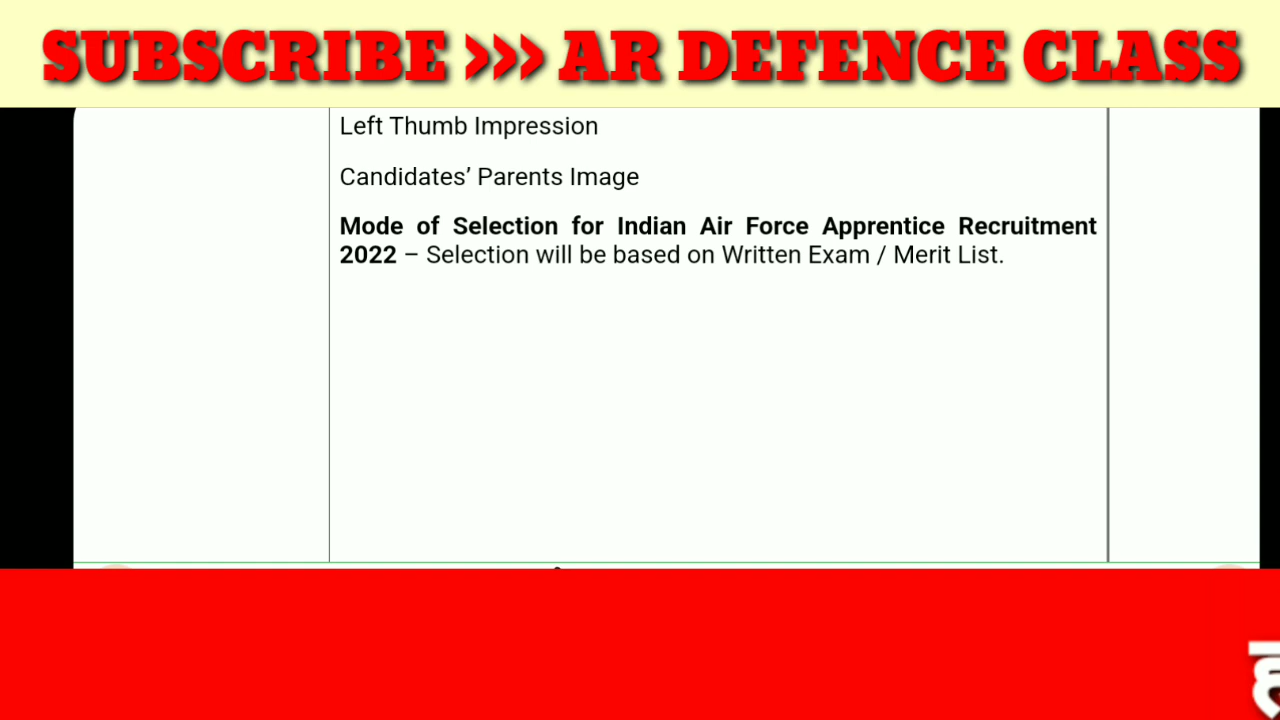 SUBSCRIBE >>> AR DEFENCE CLASS
Left Thumb Impression
Candidates’ Parents Image
Mode of Selection for Indian Air Force Apprentice Recruitment
2022 – Selection will be based on Written Exam / Merit List.